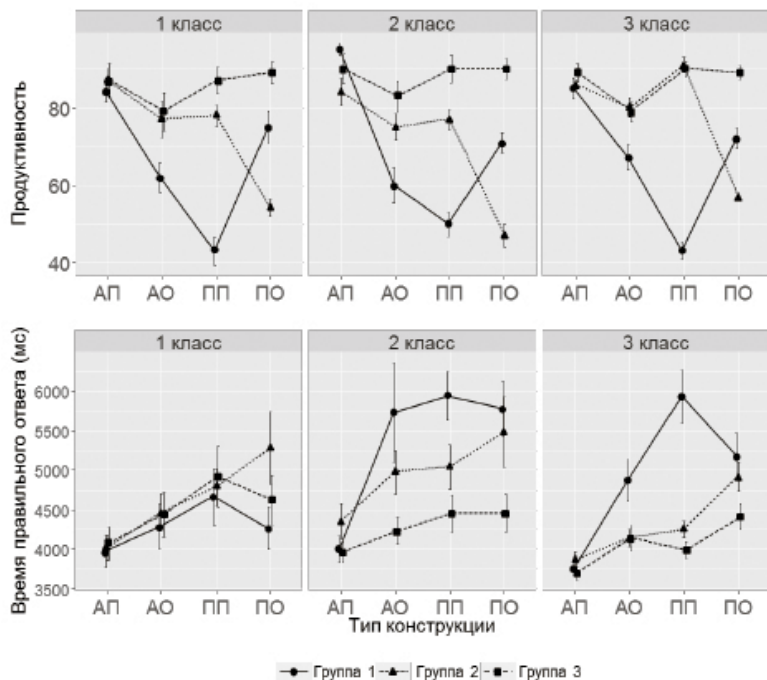 1 класс 2 класс 3 класс
Продуктивность
80
60
40
АП АО ПП ПО АП АО ПП ПО АП АО ПП ПО
1 класс 2 класс 3 класс
Время правильного ответа (мс)
6000
5500
5000
4500
4000
3500
АП АО ПП ПО АП АО ПП ПО АП АО ПП ПО
Тип конструкции
Группа 1 Группа 2 Группа 3